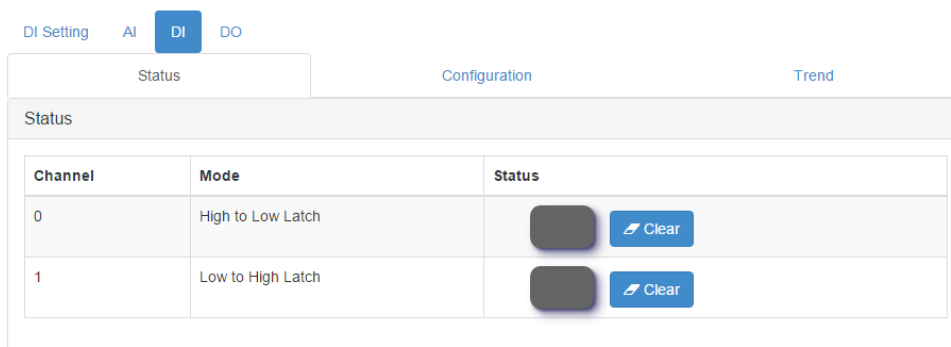 DI Setting AI DI DO
Status Configuration Trend
Status
Channel Mode Status
0 High to Low Latch Clear
1 Low to High Latch Clear